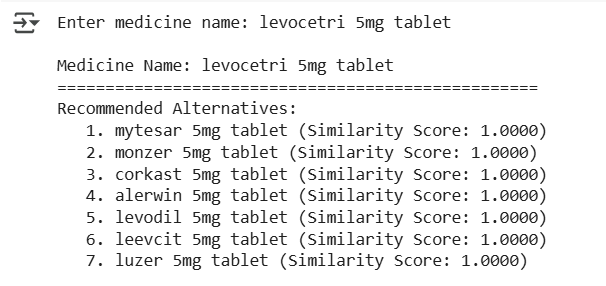 Enter medicine name: levocetri 5mg tablet
Medicine Name: levocetri 5mg tablet
==================================================
Recommended Alternatives:
1. mytesar 5mg tablet (Similarity Score: 1.0000)
2. monzer 5mg tablet (Similarity Score: 1.0000)
3. corkast 5mg tablet (Similarity Score: 1.0000)
4. alerwin 5mg tablet (Similarity Score: 1.0000)
5. levodil 5mg tablet (Similarity Score: 1.0000)
6. leevcit 5mg tablet (Similarity Score: 1.0000)
7. luzer 5mg tablet (Similarity Score: 1.0000)